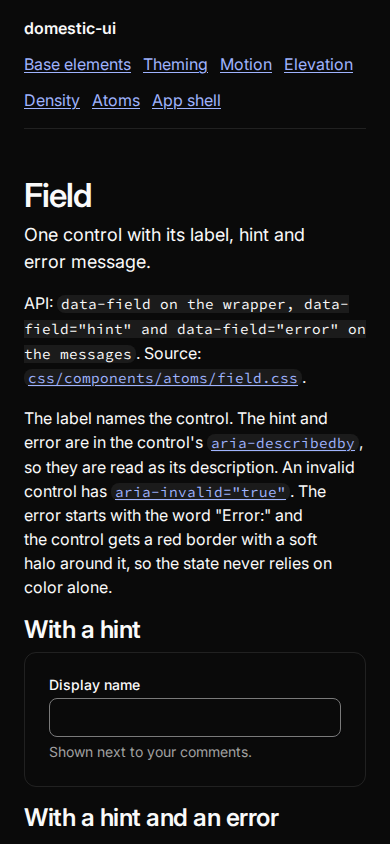 domestic-ui
Base elements Theming Motion Elevation
Density Atoms App shell
Field
One control with its label, hint and
error message.
API: data-field on the wrapper, data-
field="hint" and data-field="error" on
the messages. Source:
css/components/atoms/field.css.
The label names the control. The hint and
error are in the control's aria-describedby,
so they are read as its description. An invalid
control has aria-invalid="true". The
error starts with the word "Error:" and
the control gets a red border with a soft
halo around it, so the state never relies on
color alone.
With a hint
Display name
Shown next to your comments.
With a hint and an error